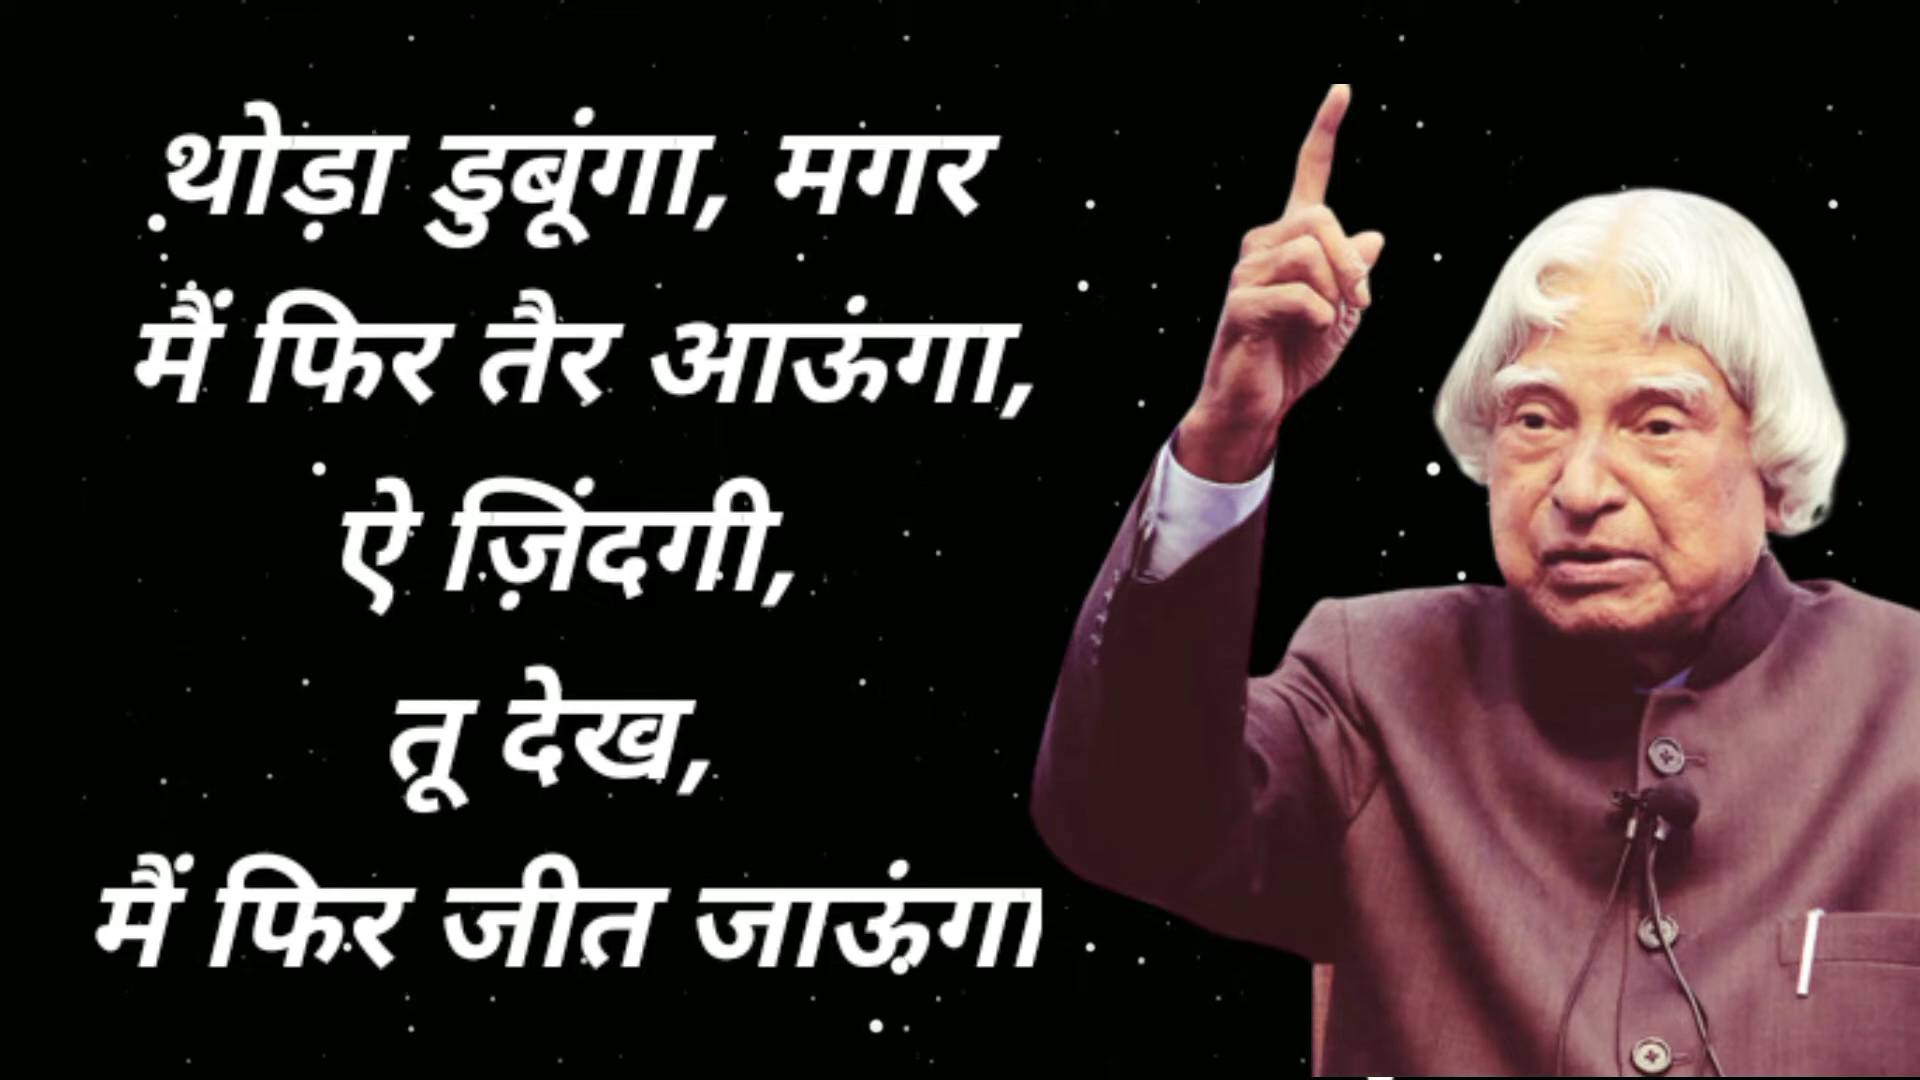 थोड़ा डुबूंगा, मगर
मैं फिर तैर आऊंगा,
ऐ ज़िंदगी,
तू देख,
मैं फिर जीत जाऊंगा